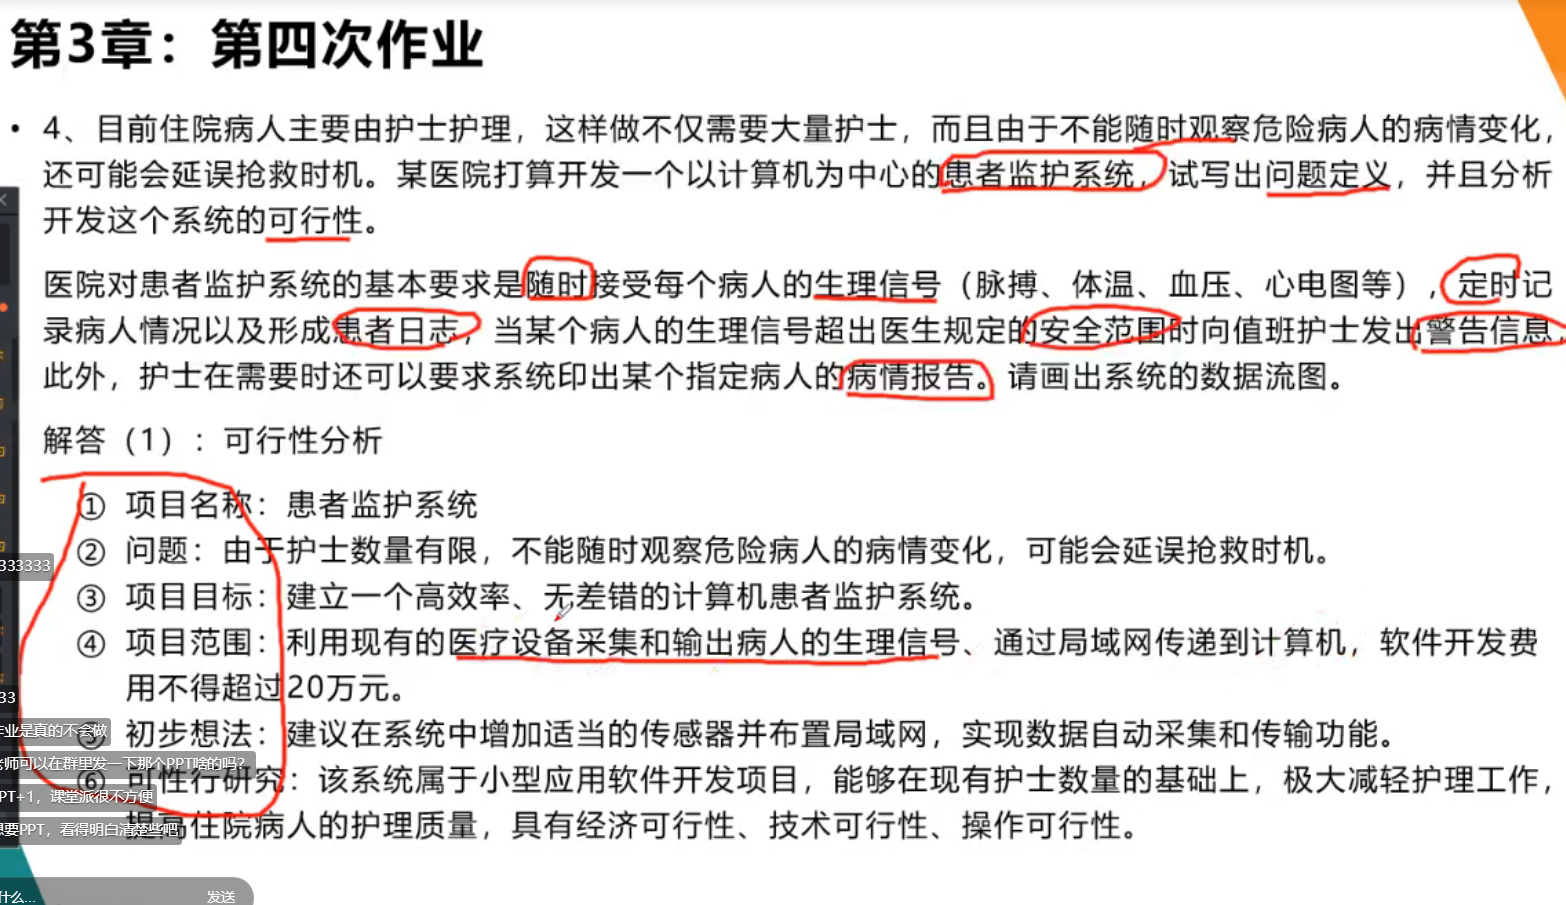 第3章：第四次作业
• 4、目前住院病人主要由护士护理，这样做不仅需要大量护士，而且由于不能随时观察危险病人的病情变化，
还可能会延误抢救时机。某医院打算开发一个以计算机为中心的患者监护系统，试写出问题定义，并且分析
开发这个系统的可行性。
医院对患者监护系统的基本要求是随时接受每个病人的生理信号（脉搏、体温、血压、心电图等），定时记
录病人情况以及形成患者日志，当某个病人的生理信号超出医生规定的安全范围时向值班护士发出警告信息，
此外，护士在需要时还可以要求系统印出某个指定病人的病情报告。请画出系统的数据流图。
解答（1）：可行性分析
① 项目名称：患者监护系统
② 问题：由于护士数量有限，不能随时观察危险病人的病情变化，可能会延误抢救时机。
333333
③ 项目目标：建立一个高效率、无差错的计算机患者监护系统。
④ 项目范围：利用现有的医疗设备采集和输出病人的生理信号、通过局域网传递到计算机，软件开发费
用不得超过20万元。
33
⑤ 初步想法：建议在系统中增加适当的传感器并布置局域网，实现数据自动采集和传输功能。
作业是真的不会做
老师可以在群里发一下那个PPT啥的吗?
⑥ 可性行研究：该系统属于小型应用软件开发项目，能够在现有护士数量的基础上，极大减轻护理工作，
PT+1，课堂派很不方便
提高住院病人的护理质量，具有经济可行性、技术可行性、操作可行性。
想要PPT，看得明白清楚些吧
什么... 发送